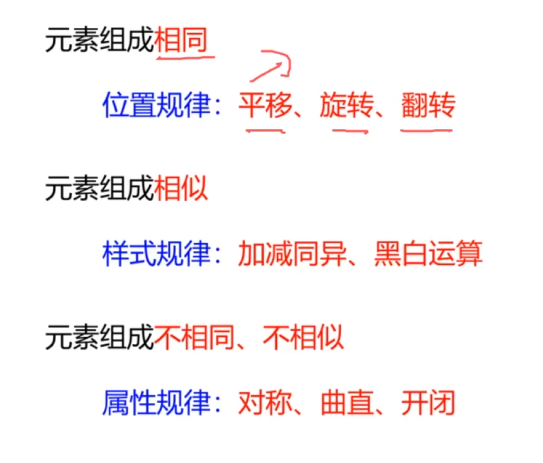 元素组成相同
位置规律：平移、旋转、翻转
元素组成相似
样式规律：加减同异、黑白运算
元素组成不相同、不相似
属性规律：对称、曲直、开闭